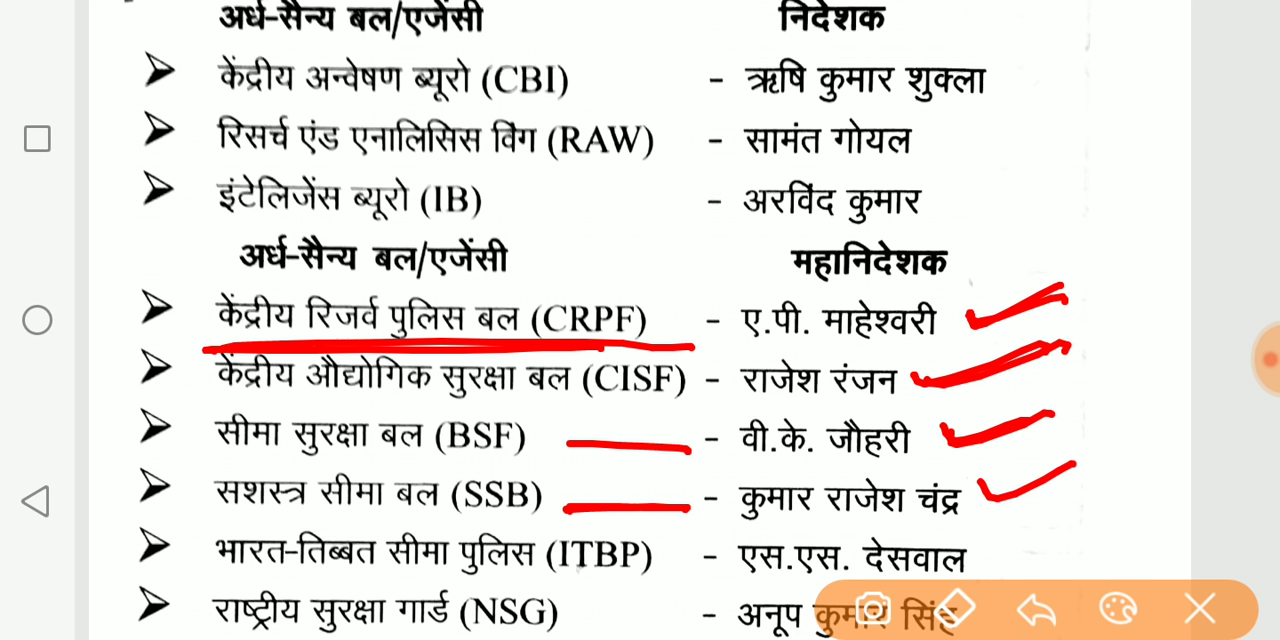 अर्ध-सैन्य बल/एजेंसी निदेशक
➤ केंद्रीय अन्वेषण ब्यूरो (CBI) - ऋषि कुमार शुक्ला
➤ रिसर्च एंड एनालिसिस विंग (RAW) - सामंत गोयल
➤ इंटेलिजेंस ब्यूरो (IB) - अरविंद कुमार
अर्ध-सैन्य बल/एजेंसी महानिदेशक
➤ केंद्रीय रिजर्व पुलिस बल (CRPF) - ए.पी. माहेश्वरी
➤ केंद्रीय औद्योगिक सुरक्षा बल (CISF) - राजेश रंजन
➤ सीमा सुरक्षा बल (BSF) - वी.के. जौहरी
➤ सशस्त्र सीमा बल (SSB) - कुमार राजेश चंद्र
➤ भारत-तिब्बत सीमा पुलिस (ITBP) - एस.एस. देसवाल
➤ राष्ट्रीय सुरक्षा गार्ड (NSG) - अनूप कुमार सिंह